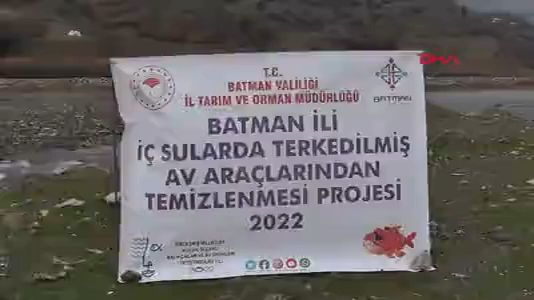 DHA
T.C.
BATMAN VALİLİĞİ
İL TARIM VE ORMAN MÜDÜRLÜĞÜ
BATMAN
BATMAN İLİ
İÇ SULARDA TERKEDİLMİŞ
AV ARAÇLARINDAN
TEMİZLENMESİ PROJESİ
2022